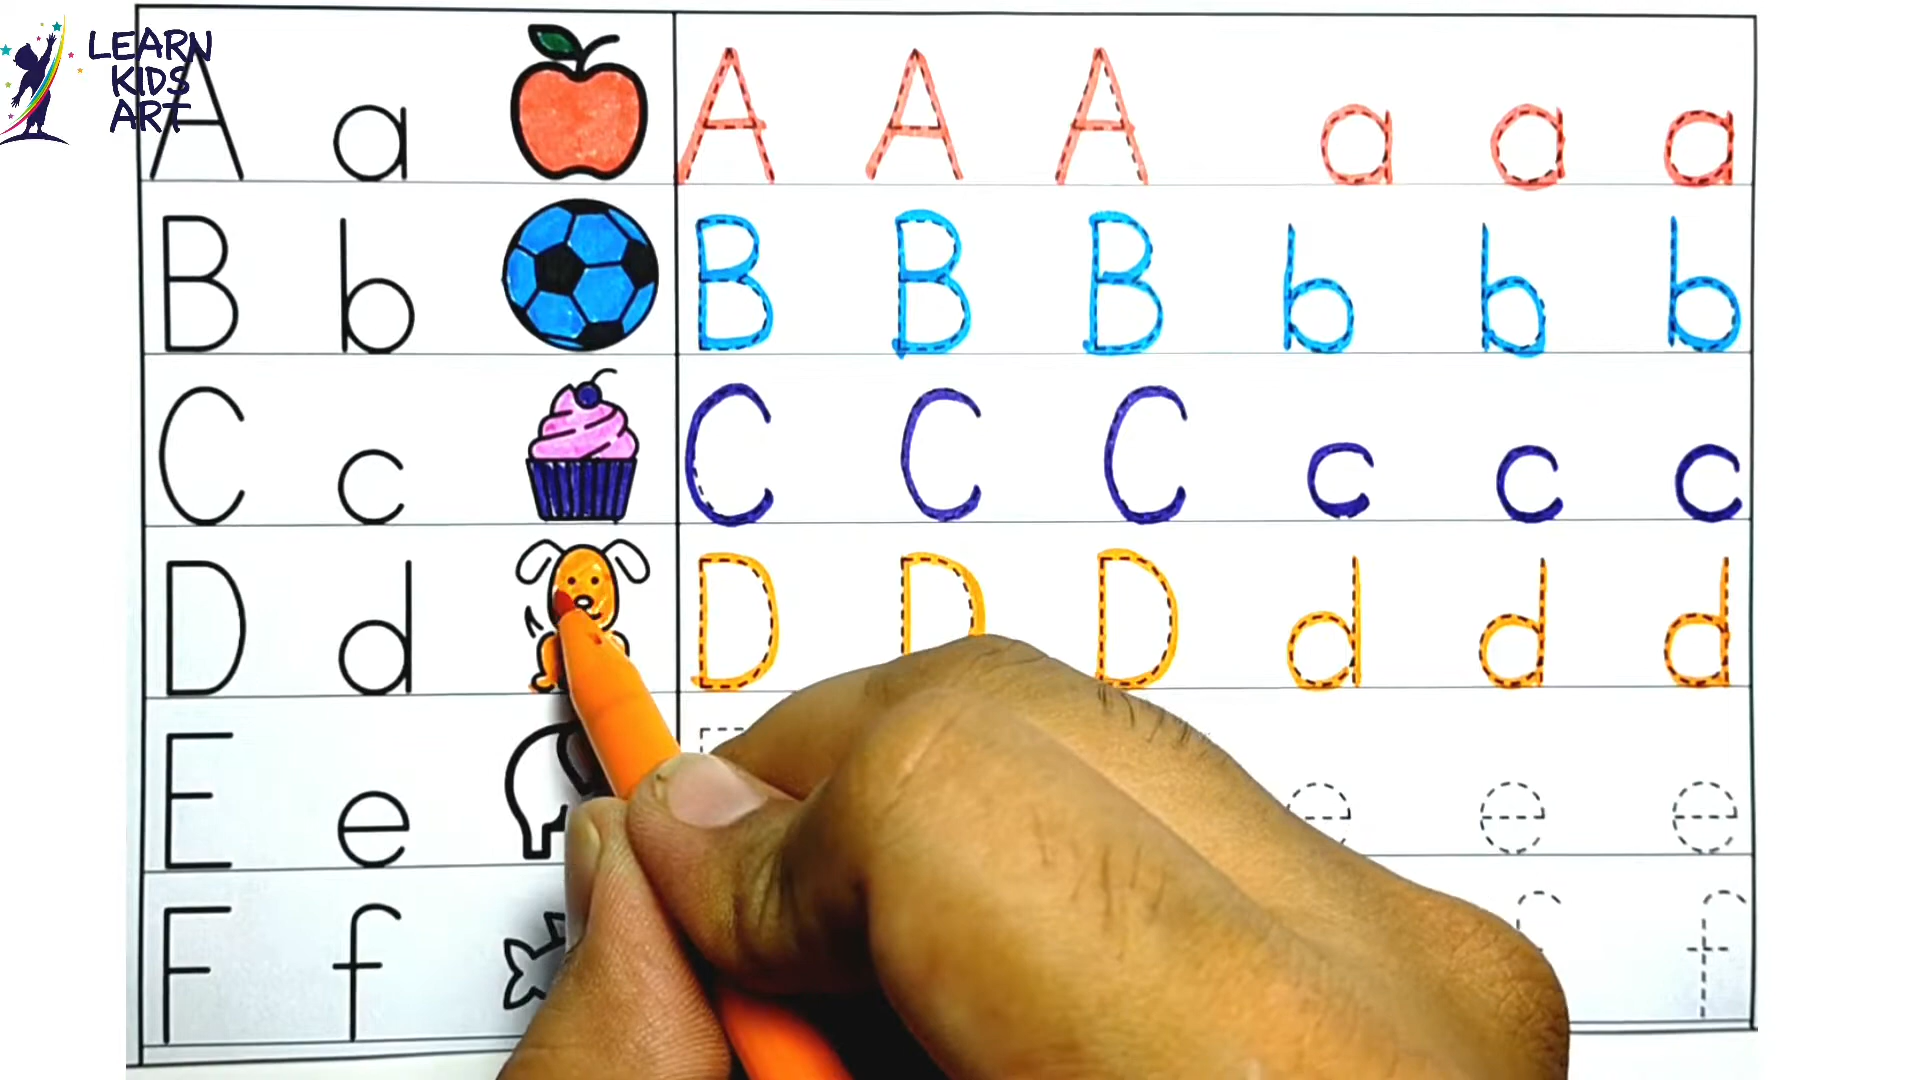 LEARN
KIDS
ART
A a A A A a a a
B b B B B b b b
C c C C C c c c
D d D D D d d d
E e e e e
F f f f